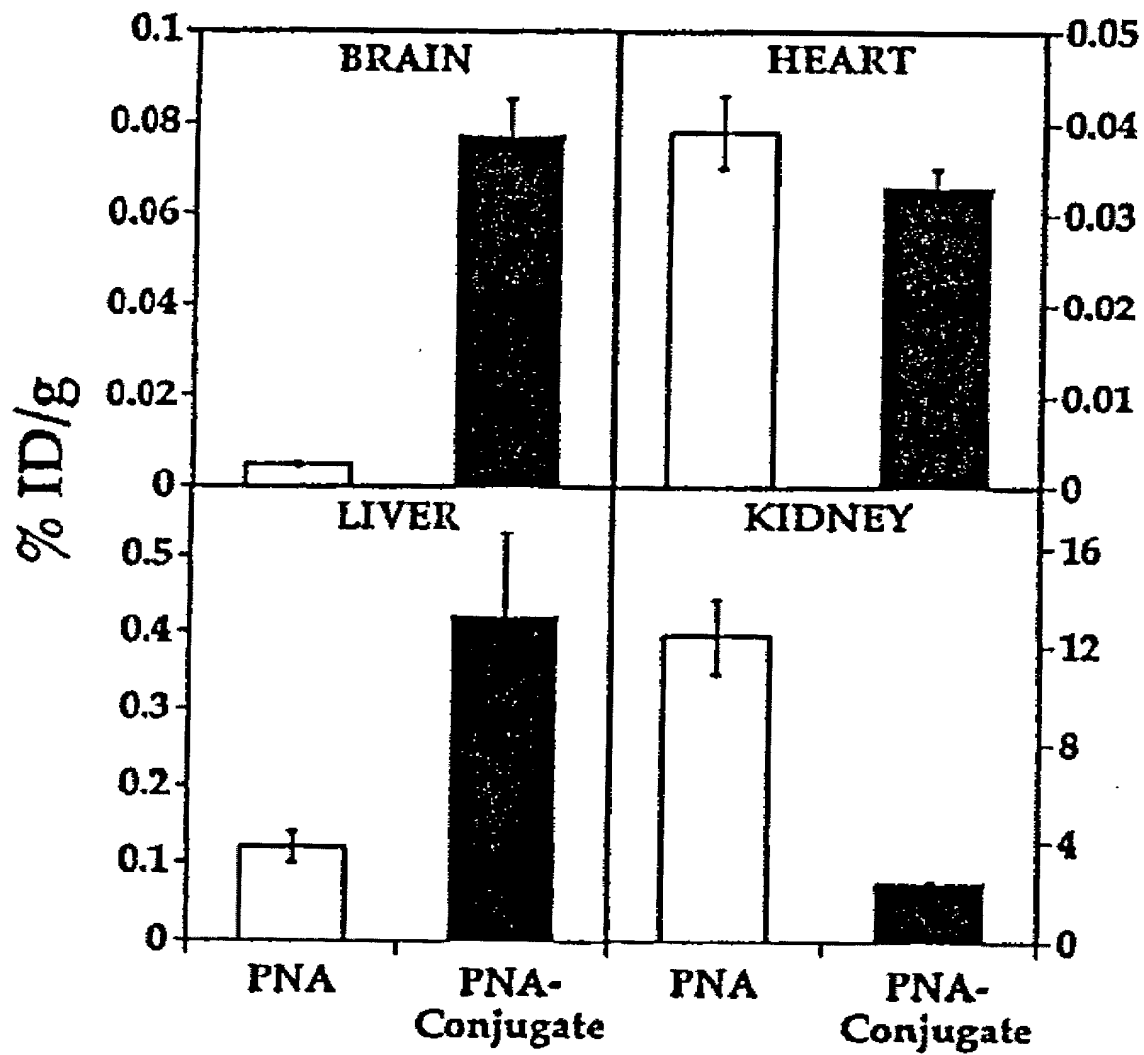 % ID/g
BRAIN
0.1
0.08
0.06
0.04
0.02
0
HEART
0.05
0.04
0.03
0.02
0.01
0
LIVER
0.5
0.4
0.3
0.2
0.1
0
KIDNEY
16
12
8
4
0
PNA
PNA-
Conjugate
PNA
PNA-
Conjugate